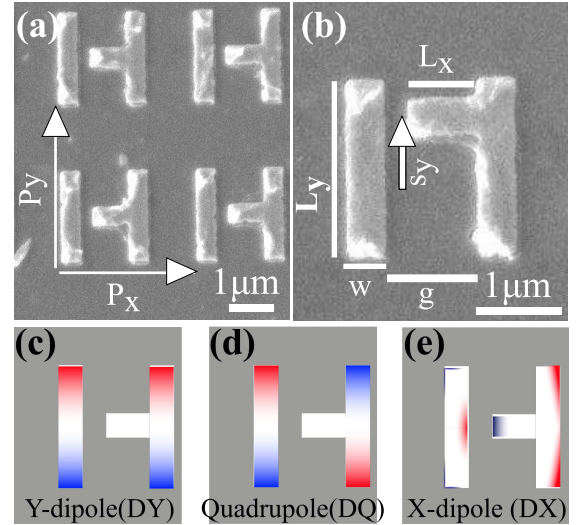 (a)
Py
Px
1μm
(b)
Lx
Ly
sy
w
g
1μm
(c)
Y-dipole(DY)
(d)
Quadrupole(DQ)
(e)
X-dipole (DX)